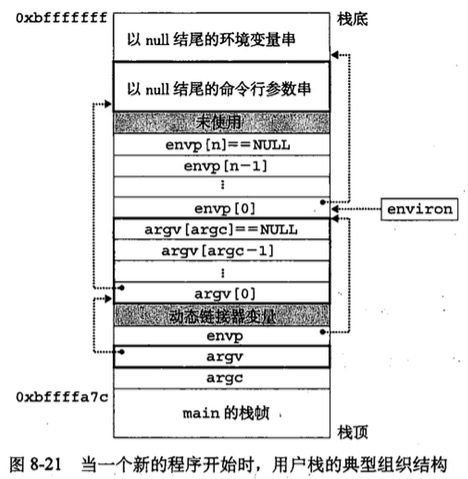 0xbfffffff
栈底
以 null 结尾的环境变量串
以 null 结尾的命令行参数串
未使用
envp[n]==NULL
envp[n-1]
⋮
envp[0]
environ
argv[argc]==NULL
argv[argc-1]
⋮
argv[0]
动态链接器变量
envp
argv
argc
0xbffffa7c
main 的栈帧
栈顶
图 8-21 当一个新的程序开始时，用户栈的典型组织结构